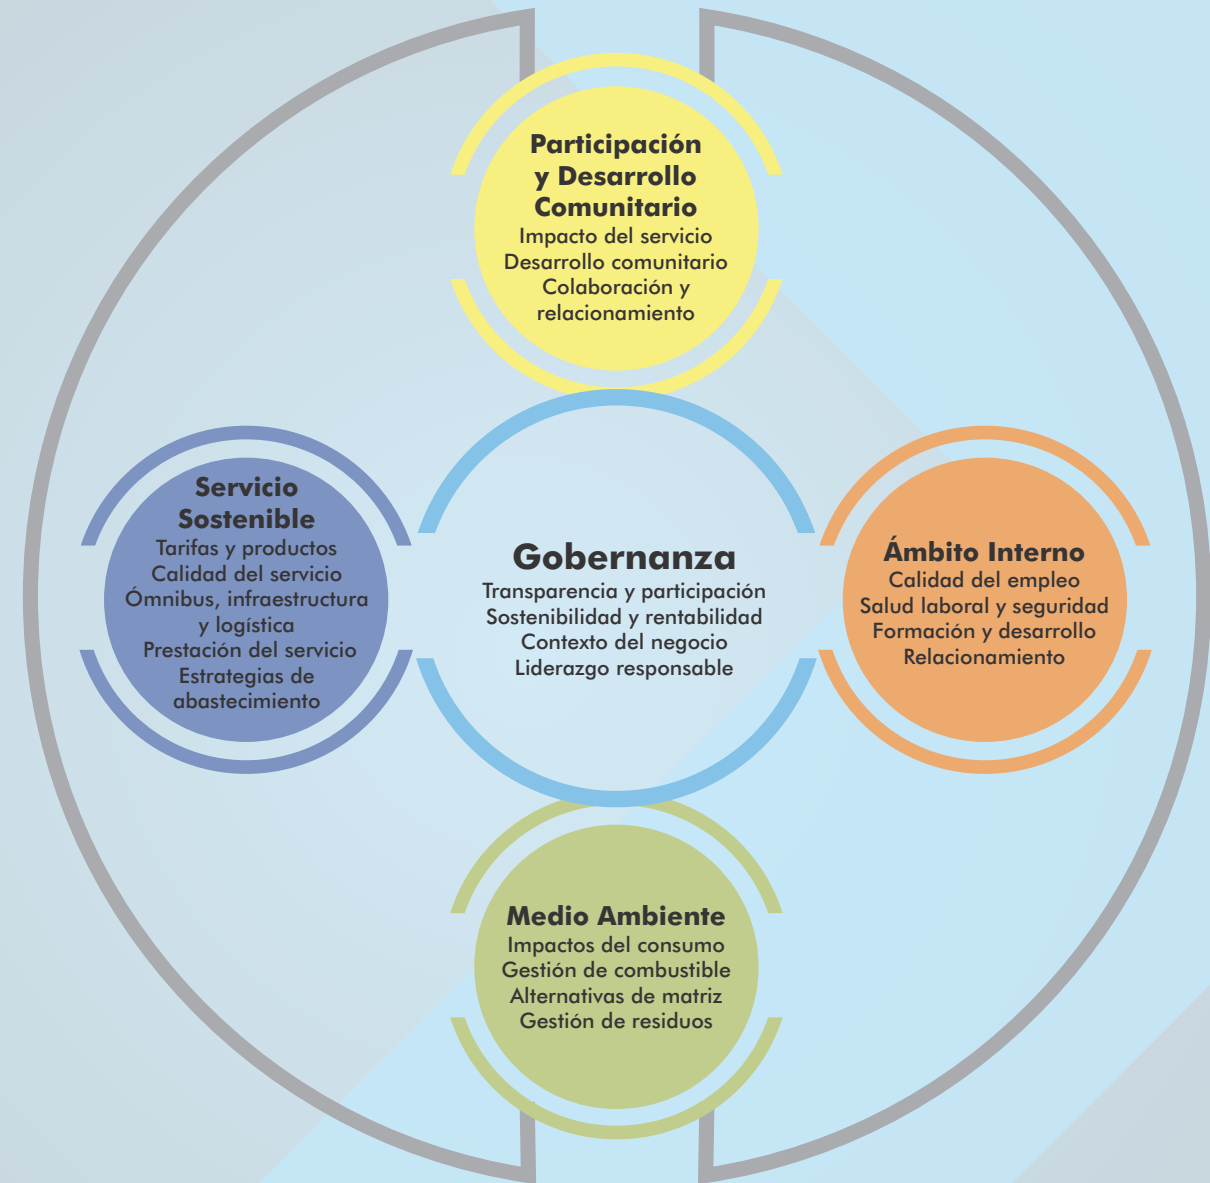 Participación
y Desarrollo
Comunitario
Impacto del servicio
Desarrollo comunitario
Colaboración y
relacionamiento
Servicio
Sostenible
Tarifas y productos
Calidad del servicio
Ómnibus, infraestructura
y logística
Prestación del servicio
Estrategias de
abastecimiento
Gobernanza
Transparencia y participación
Sostenibilidad y rentabilidad
Contexto del negocio
Liderazgo responsable
Ámbito Interno
Calidad del empleo
Salud laboral y seguridad
Formación y desarrollo
Relacionamiento
Medio Ambiente
Impactos del consumo
Gestión de combustible
Alternativas de matriz
Gestión de residuos